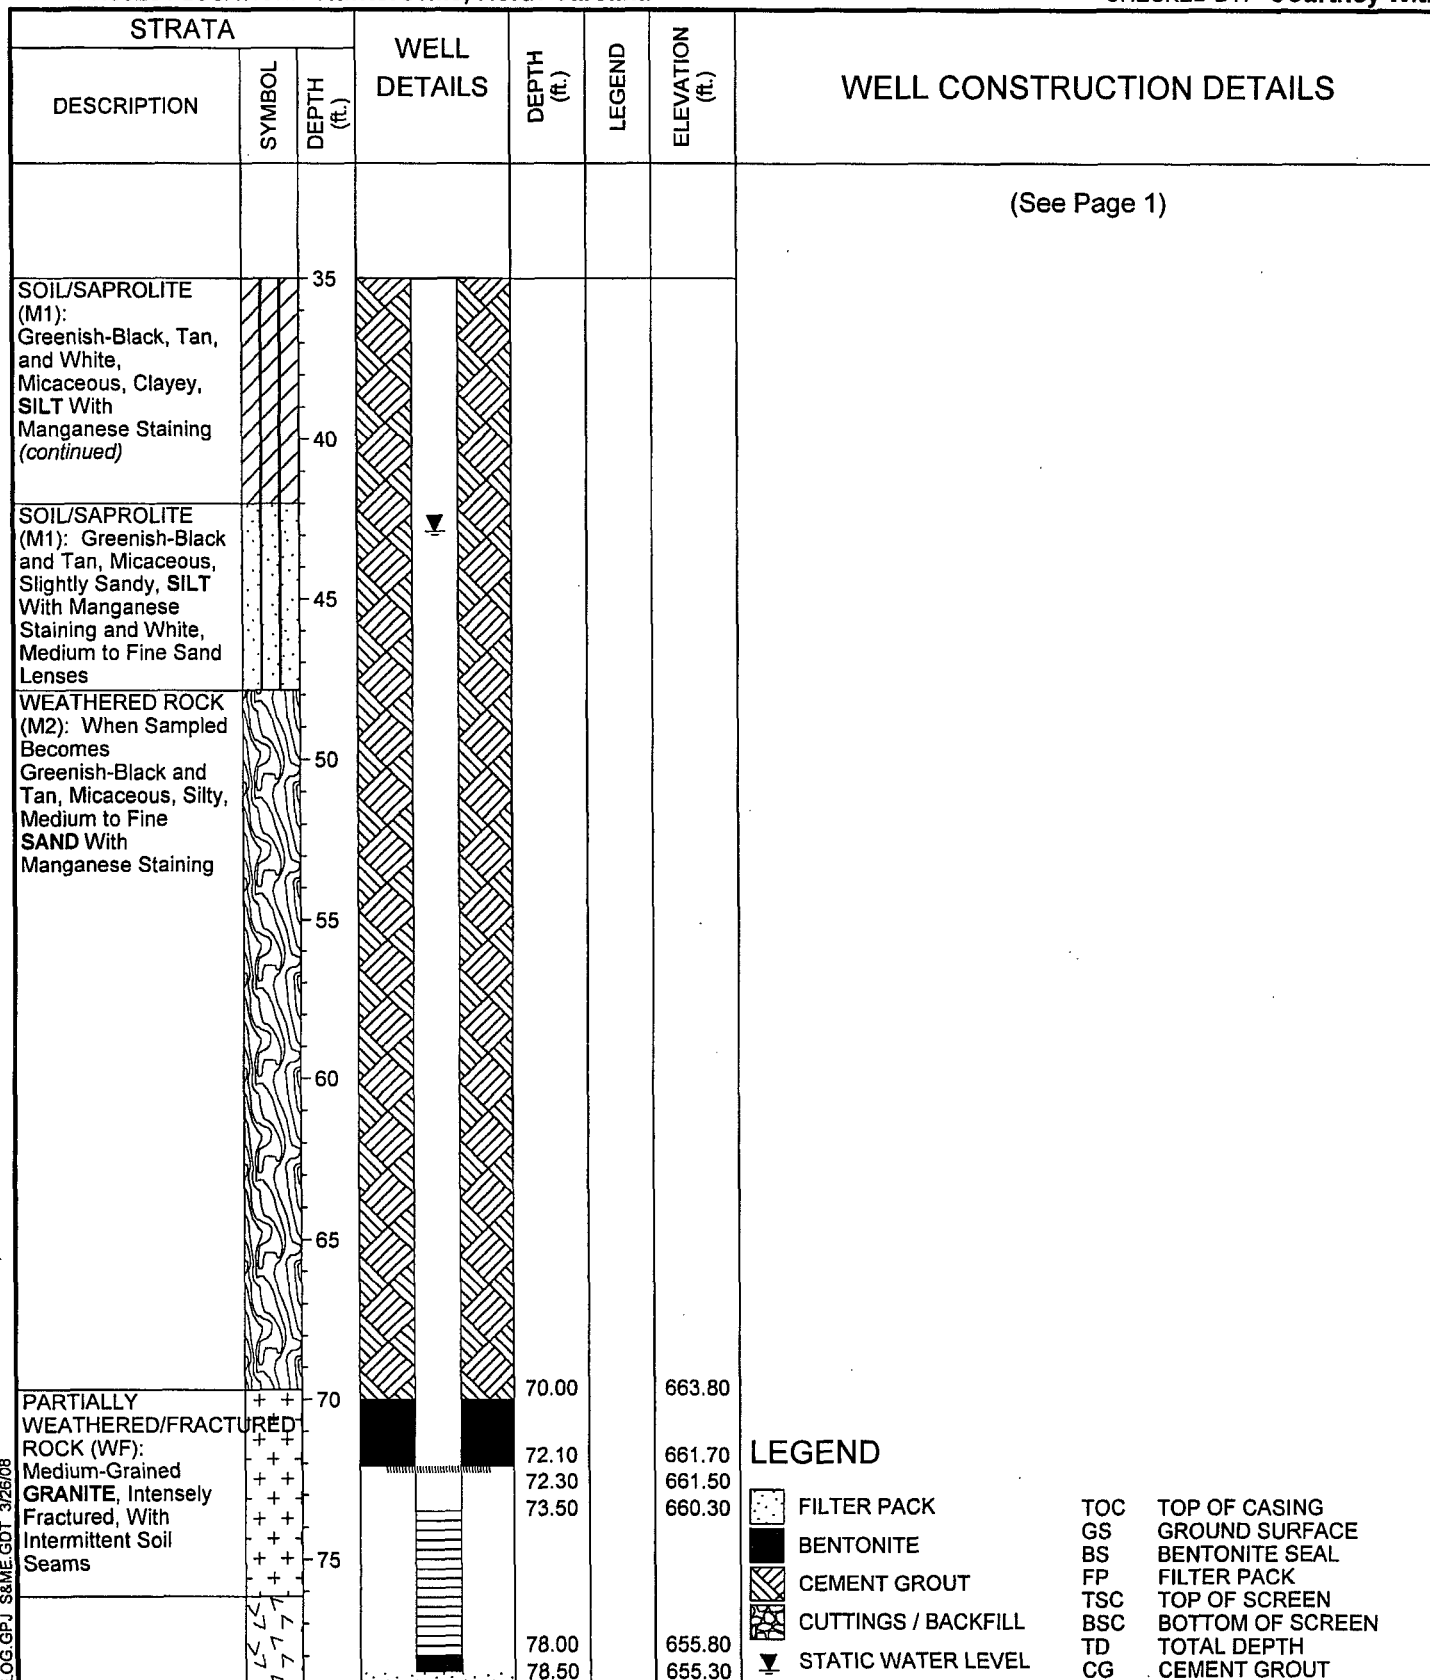 STRATA
DESCRIPTION
SYMBOL
DEPTH
(ft.)
WELL
DETAILS
DEPTH
(ft.)
LEGEND
ELEVATION
(ft.)
WELL CONSTRUCTION DETAILS
(See Page 1)
35
SOIL/SAPROLITE
(M1):
Greenish-Black, Tan,
and White,
Micaceous, Clayey,
SILT With
Manganese Staining
(continued)
40
SOIL/SAPROLITE
(M1): Greenish-Black
and Tan, Micaceous,
Slightly Sandy, SILT
With Manganese
Staining and White,
Medium to Fine Sand
Lenses
45
WEATHERED ROCK
(M2): When Sampled
Becomes
Greenish-Black and
Tan, Micaceous, Silty,
Medium to Fine
SAND With
Manganese Staining
50
55
60
65
70
70.00 663.80
PARTIALLY
WEATHERED/FRACTURED
ROCK (WF):
Medium-Grained
GRANITE, Intensely
Fractured, With
Intermittent Soil
Seams
75
72.10 661.70
72.30 661.50
73.50 660.30
78.00 655.80
78.50 655.30
LEGEND
FILTER PACK
BENTONITE
CEMENT GROUT
CUTTINGS / BACKFILL
STATIC WATER LEVEL
TOC TOP OF CASING
GS GROUND SURFACE
BS BENTONITE SEAL
FP FILTER PACK
TSC TOP OF SCREEN
BSC BOTTOM OF SCREEN
TD TOTAL DEPTH
CG CEMENT GROUT
OG.GPJ S&ME.GDT 3/26/08